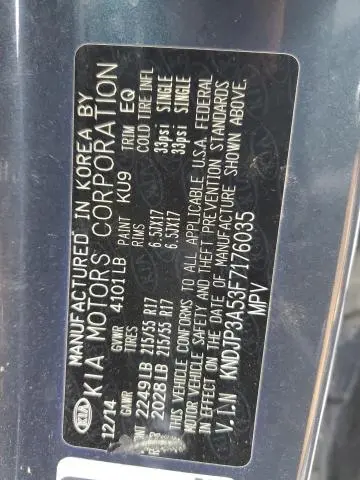 KIA
MANUFACTURED IN KOREA BY
KIA MOTORS CORPORATION
12/14 GVWR 4101LB PAINT KU9 TRIM EQ
GAWR TIRES RIMS COLD TIRE INFL
2249LB 215/55 R17 6.5JX17 33psi SINGLE
2028LB 215/55 R17 6.5JX17 33psi SINGLE
THIS VEHICLE CONFORMS TO ALL APPLICABLE U.S.A. FEDERAL
MOTOR VEHICLE SAFETY AND THEFT PREVENTION STANDARDS
IN EFFECT ON THE DATE OF MANUFACTURE SHOWN ABOVE.
V.I.N KNDJP3A53F7176035
MPV